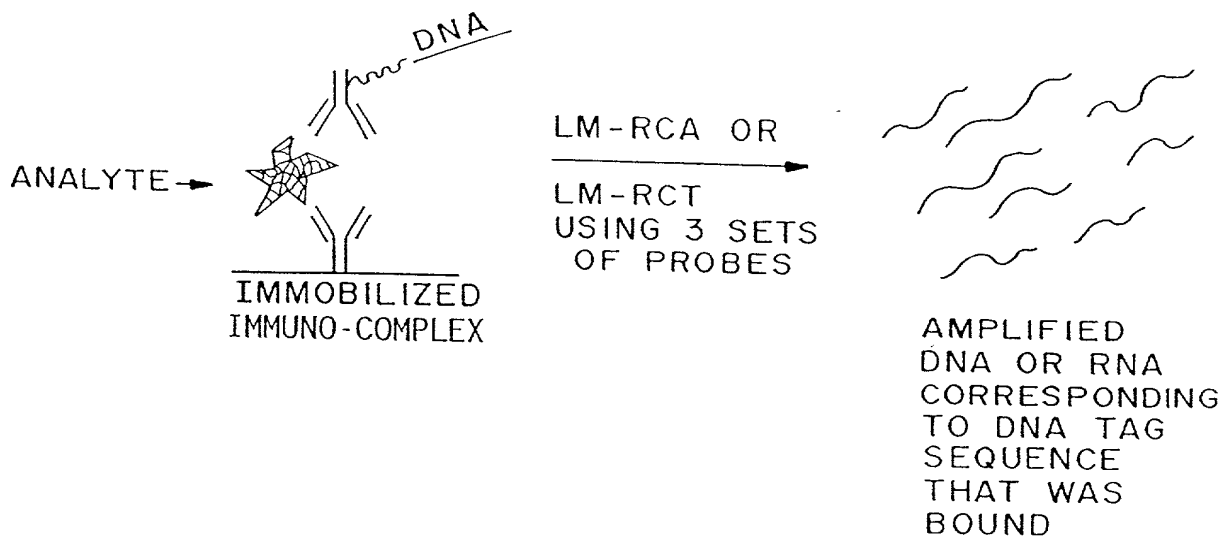 DNA
ANALYTE
IMMOBILIZED
IMMUNO-COMPLEX
LM-RCA OR
LM-RCT
USING 3 SETS
OF PROBES
AMPLIFIED
DNA OR RNA
CORRESPONDING
TO DNA TAG
SEQUENCE
THAT WAS
BOUND